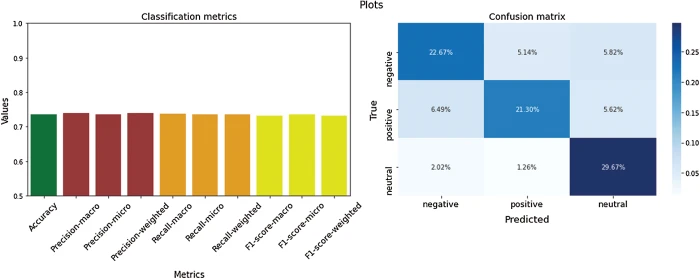 Plots
Classification metrics
Values
1.0
0.9
0.8
0.7
0.6
0.5
Accuracy
Precision-macro
Precision-micro
Precision-weighted
Recall-macro
Recall-micro
Recall-weighted
F1-score-macro
F1-score-micro
F1-score-weighted
Metrics
Confusion matrix
True
negative
22.67% 5.14% 5.82%
positive
6.49% 21.30% 5.62%
neutral
2.02% 1.26% 29.67%
negative positive neutral
Predicted
0.25
0.20
0.15
0.10
0.05